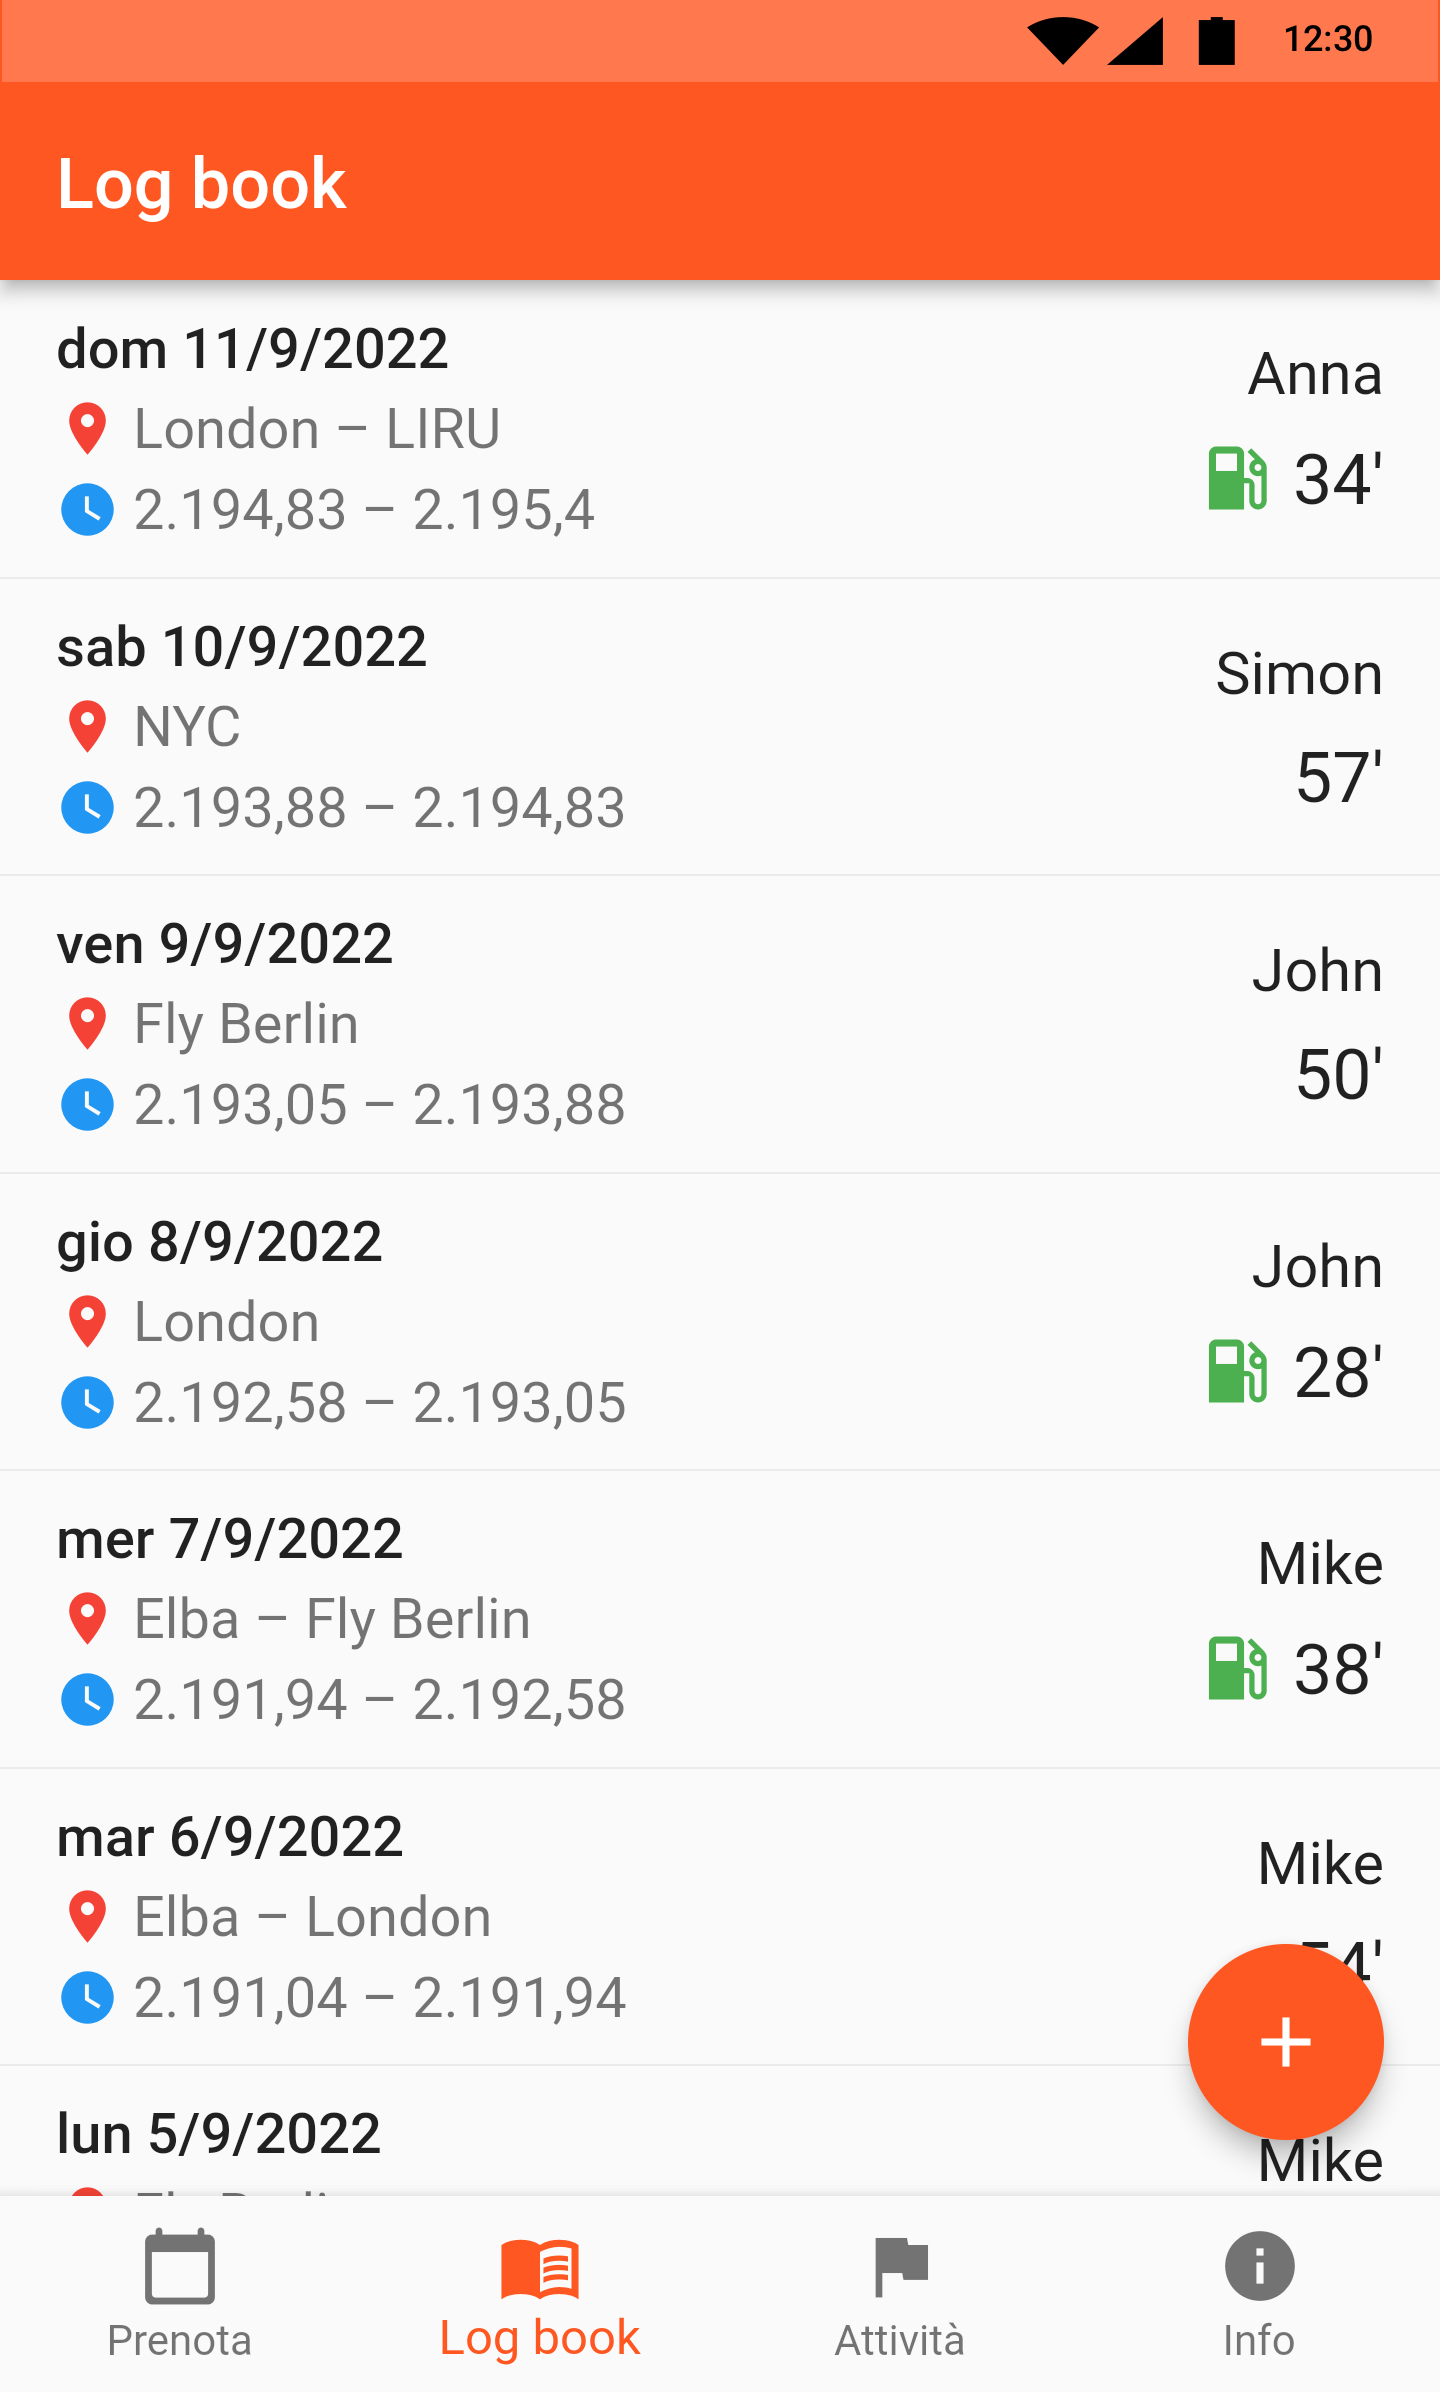 12:30
Log book
dom 11/9/2022
London – LIRU
2.194,83 – 2.195,4
Anna
34'
sab 10/9/2022
NYC
2.193,88 – 2.194,83
Simon
57'
ven 9/9/2022
Fly Berlin
2.193,05 – 2.193,88
John
50'
gio 8/9/2022
London
2.192,58 – 2.193,05
John
28'
mer 7/9/2022
Elba – Fly Berlin
2.191,94 – 2.192,58
Mike
38'
mar 6/9/2022
Elba – London
2.191,04 – 2.191,94
Mike
lun 5/9/2022
Mike
Prenota
Log book
Attività
Info